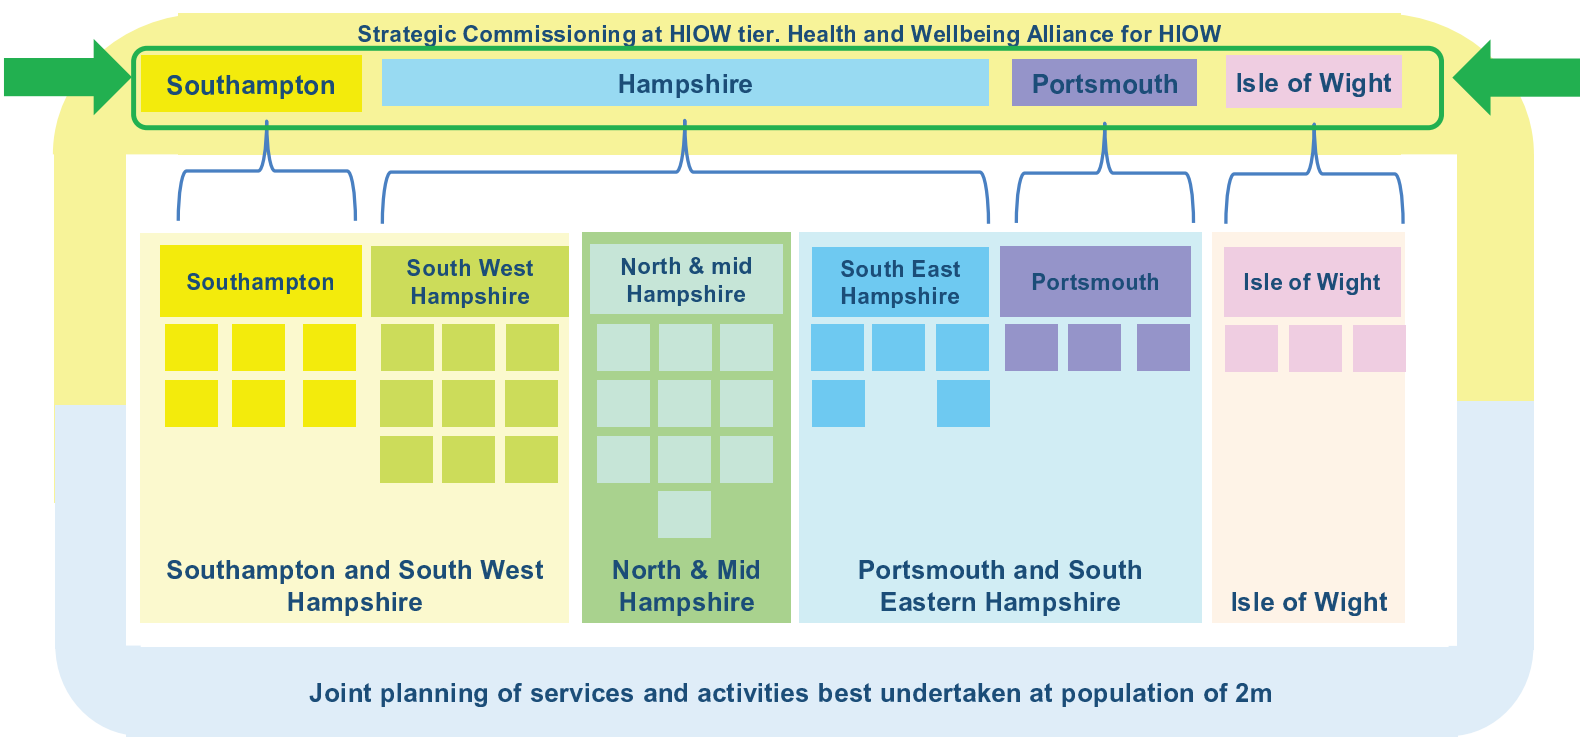 Strategic Commissioning at HIOW tier. Health and Wellbeing Alliance for HIOW
Southampton
Hampshire
Portsmouth
Isle of Wight
Southampton
South West
Hampshire
North & mid
Hampshire
South East
Hampshire
Portsmouth
Isle of Wight
Southampton and South West
Hampshire
North & Mid
Hampshire
Portsmouth and South
Eastern Hampshire
Isle of Wight
Joint planning of services and activities best undertaken at population of 2m